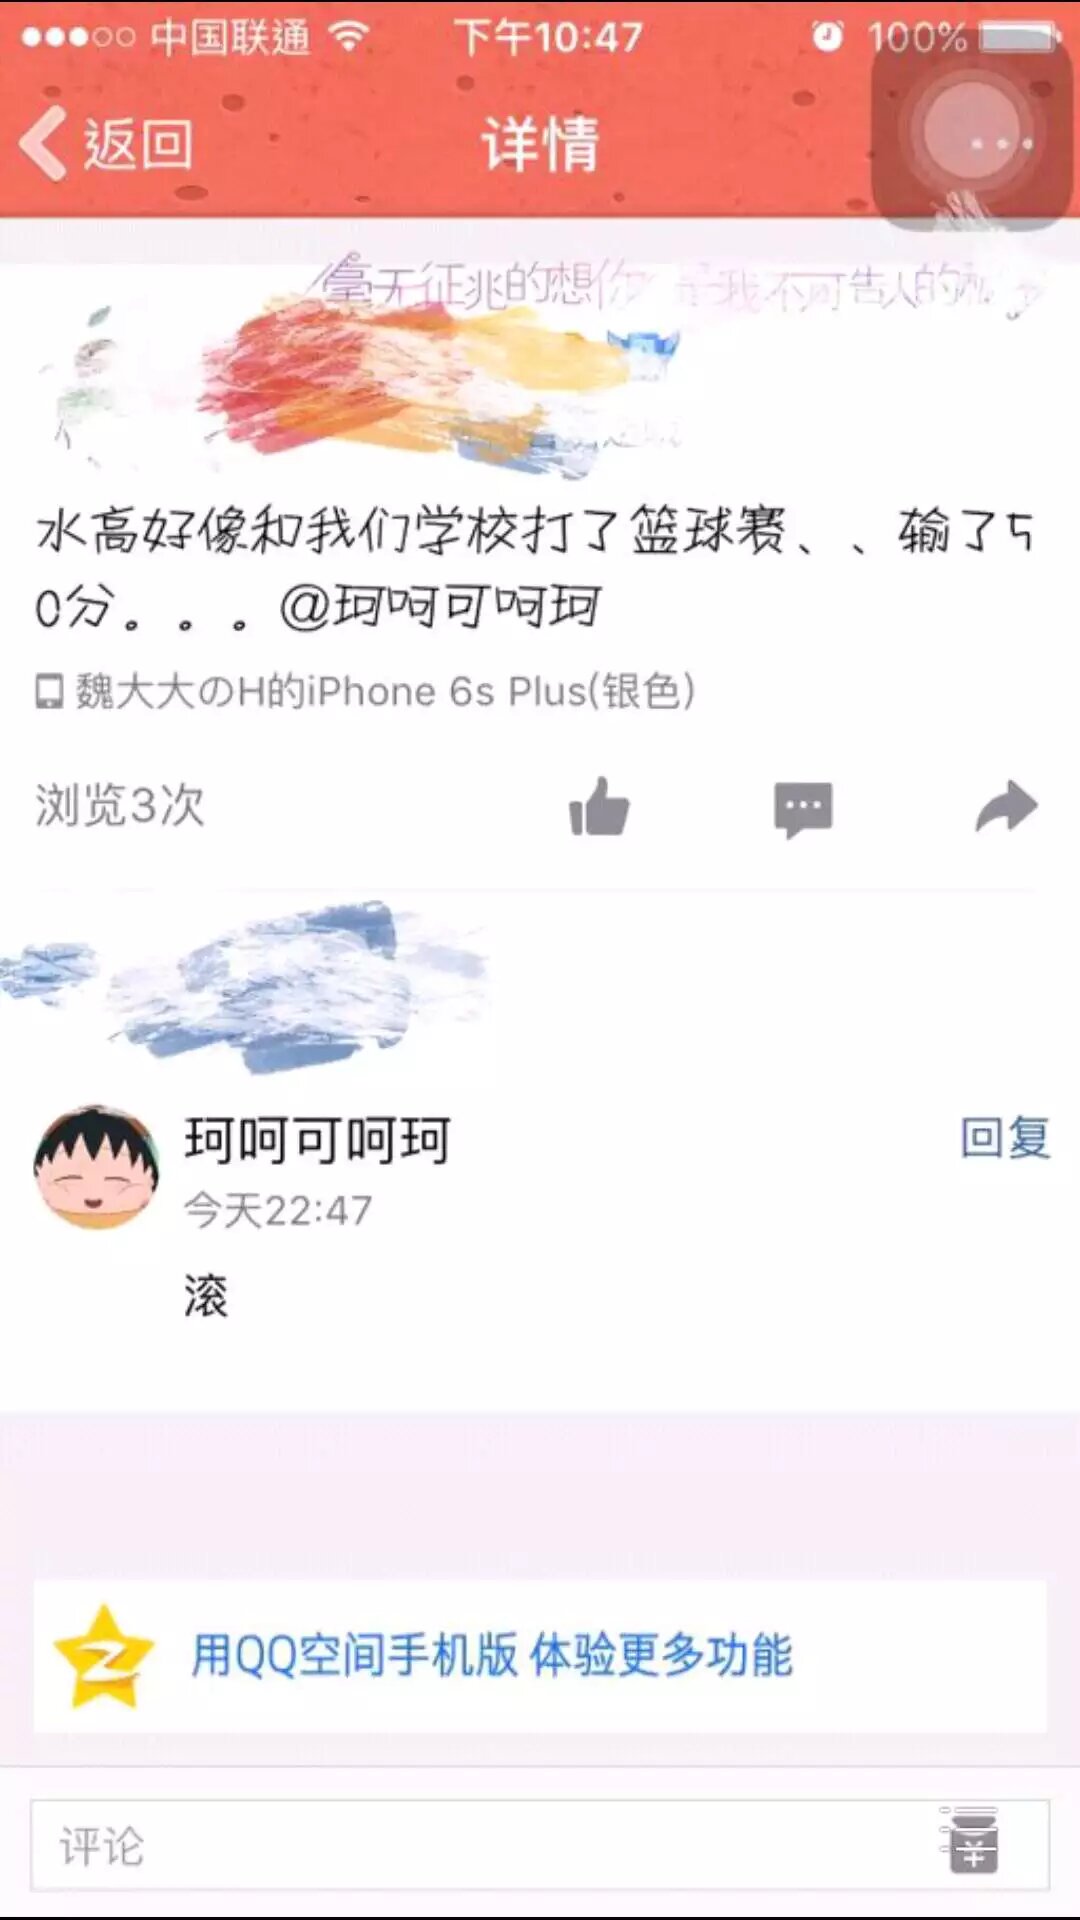 中国联通
下午10:47
100%
返回
详情
毫无征兆的想你 是我不可告人的
水高好像和我们学校打了篮球赛、、输了5
0分。。。@珂呵可呵珂
魏大大のH的iPhone 6s Plus(银色)
浏览3次
珂呵可呵珂
回复
今天22:47
滚
用QQ空间手机版 体验更多功能
评论